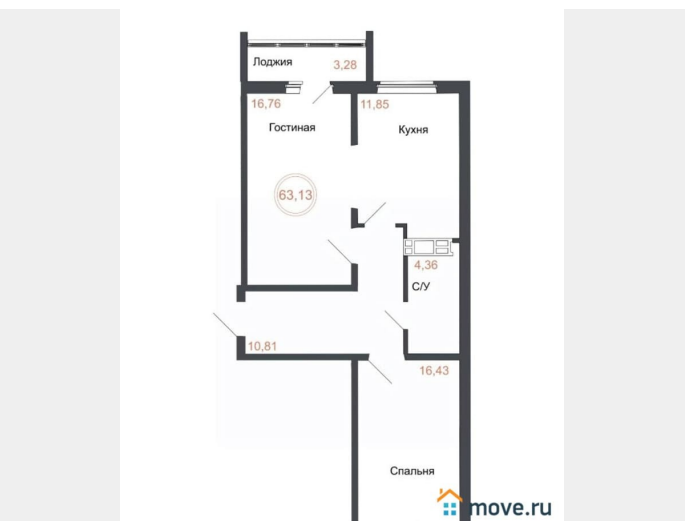 Лоджия 3,28
16,76 11,85
Гостиная Кухня
63,13
4,36
С/У
10,81
16,43
Спальня
move.ru